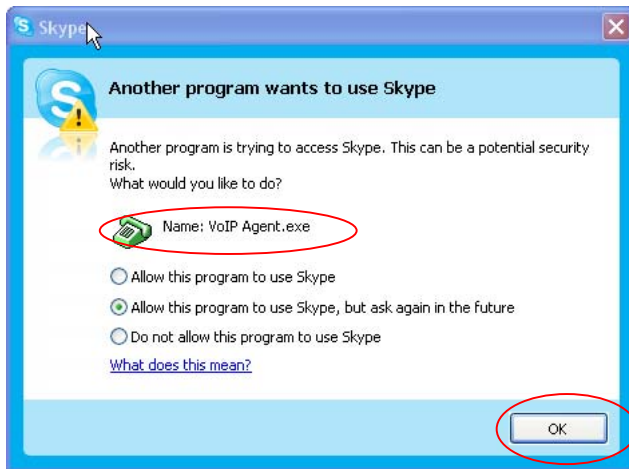 Skype
Another program wants to use Skype
Another program is trying to access Skype. This can be a potential security
risk.
What would you like to do?
Name: VoIP Agent.exe
Allow this program to use Skype
Allow this program to use Skype, but ask again in the future
Do not allow this program to use Skype
What does this mean?
OK